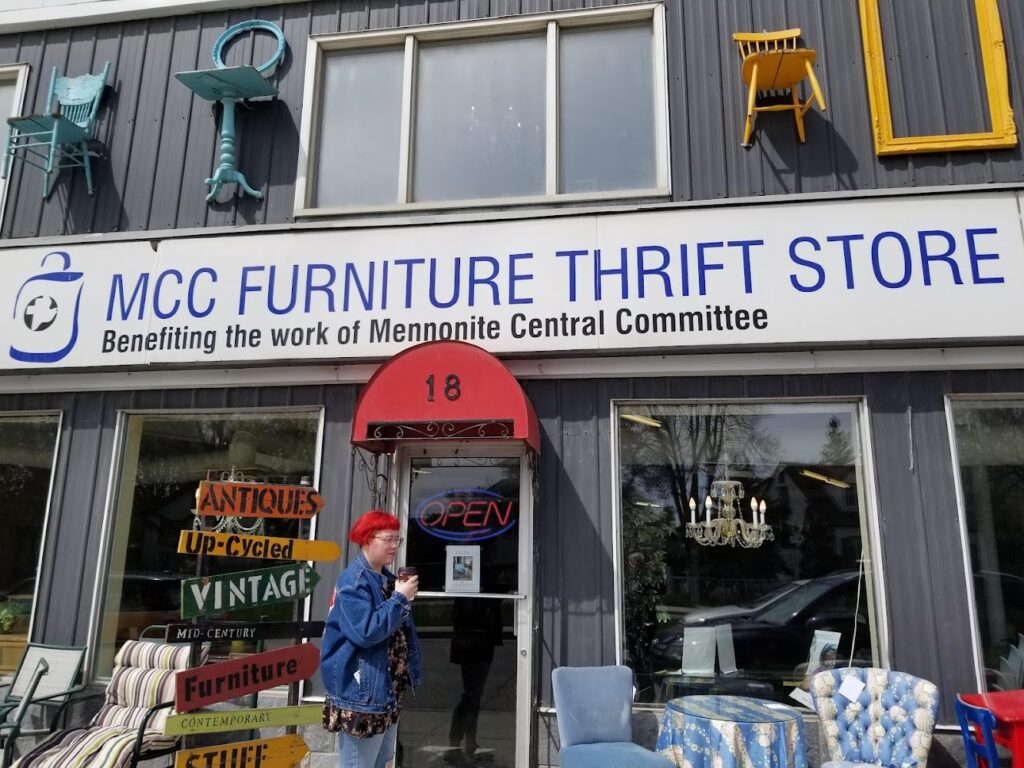 MCC FURNITURE THRIFT STORE
Benefiting the work of Mennonite Central Committee
18
OPEN
ANTIQUES
UP-Cycled
VINTAGE
MID-CENTURY
Furniture
CONTEMPORARY
STUFF